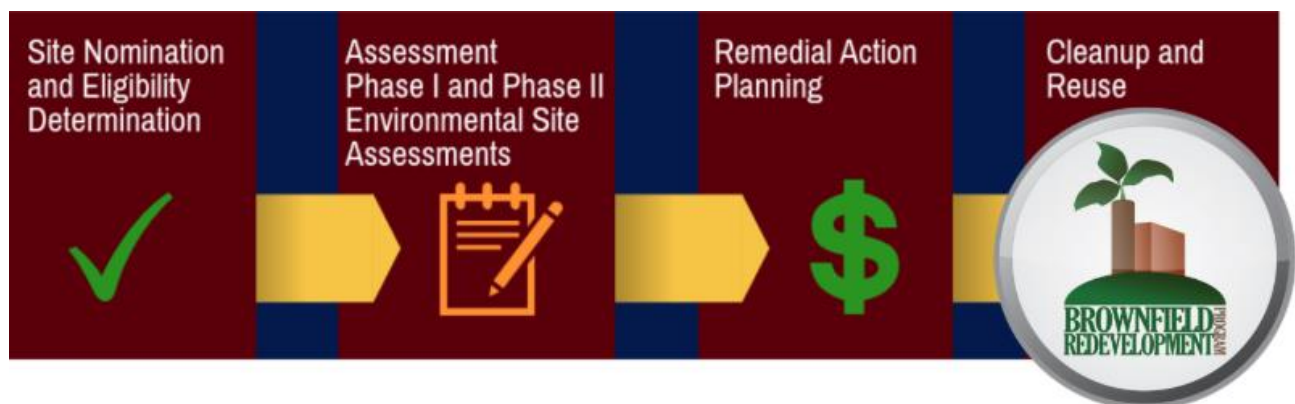 Site Nomination
and Eligibility
Determination
Assessment
Phase I and Phase II
Environmental Site
Assessments
Remedial Action
Planning
Cleanup and
Reuse
BROWNFIELD
REDEVELOPMENT
PROGRAM